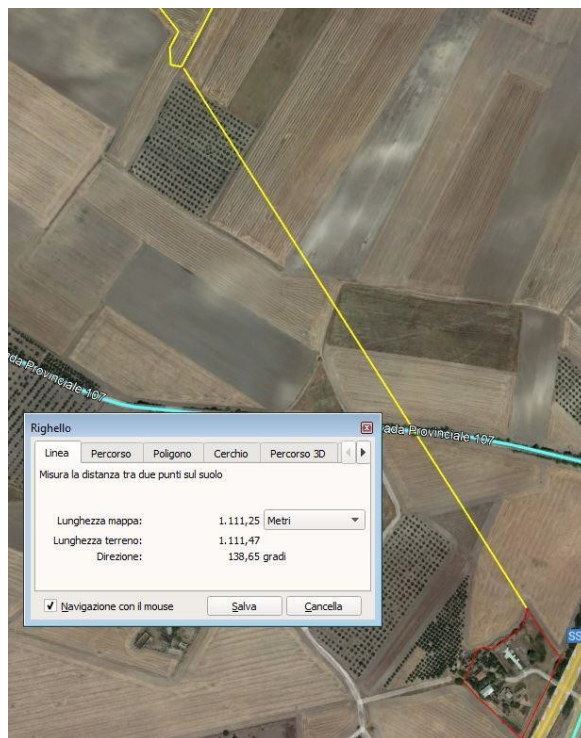 da Provinciale 107
ada Provinciale 107
Righello
Linea Percorso Poligono Cerchio Percorso 3D
Misura la distanza tra due punti sul suolo
Lunghezza mappa: 1.111,25 Metri
Lunghezza terreno: 1.111,47
Direzione: 138,65 gradi
Navigazione con il mouse Salva Cancella
SS